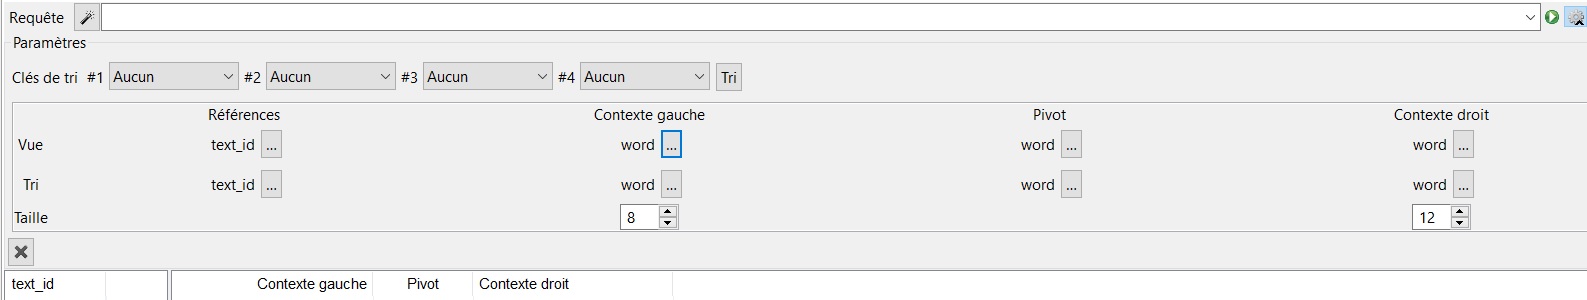 Requête
Paramètres
Clés de tri #1 Aucun #2 Aucun #3 Aucun #4 Aucun Tri
Références Contexte gauche Pivot Contexte droit
Vue text_id ... word ... word ... word ...
Tri text_id ... word ... word ... word ...
Taille 8 12
text_id Contexte gauche Pivot Contexte droit